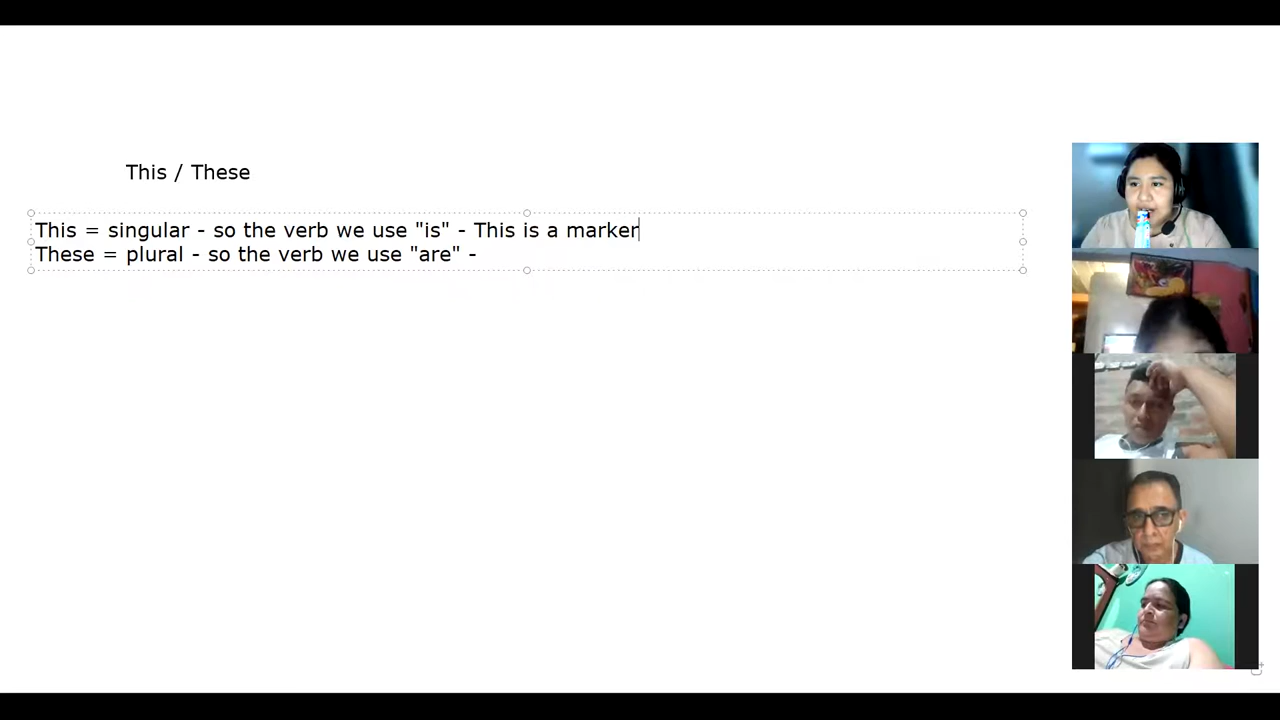 This / These
This = singular - so the verb we use "is" - This is a marker
These = plural - so the verb we use "are" -